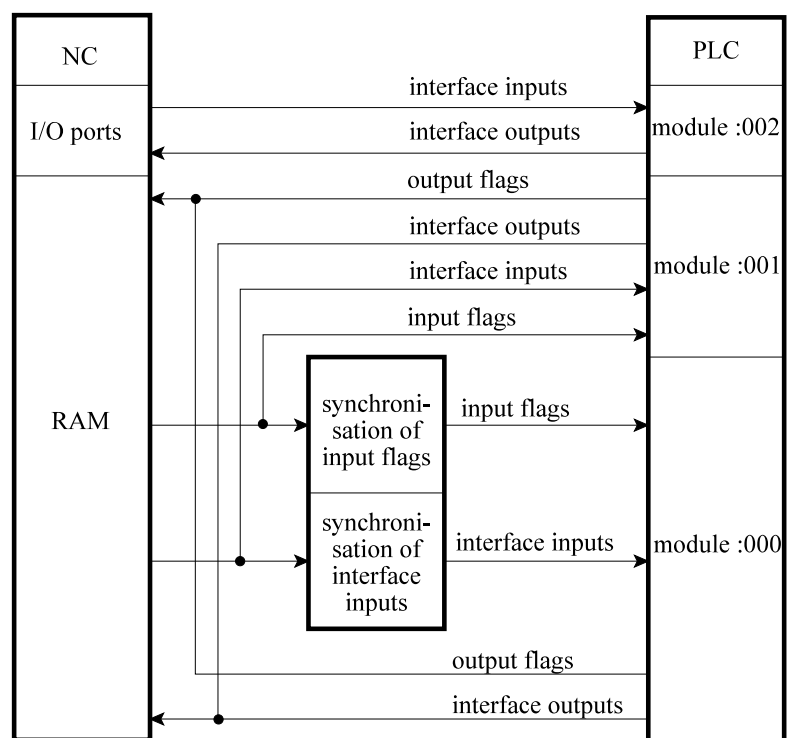 NC
PLC
interface inputs
I/O ports
interface outputs
module :002
output flags
interface outputs
interface inputs
module :001
input flags
RAM
synchroni-
sation of
input flags
input flags
synchroni-
sation of
interface
inputs
interface inputs
module :000
output flags
interface outputs